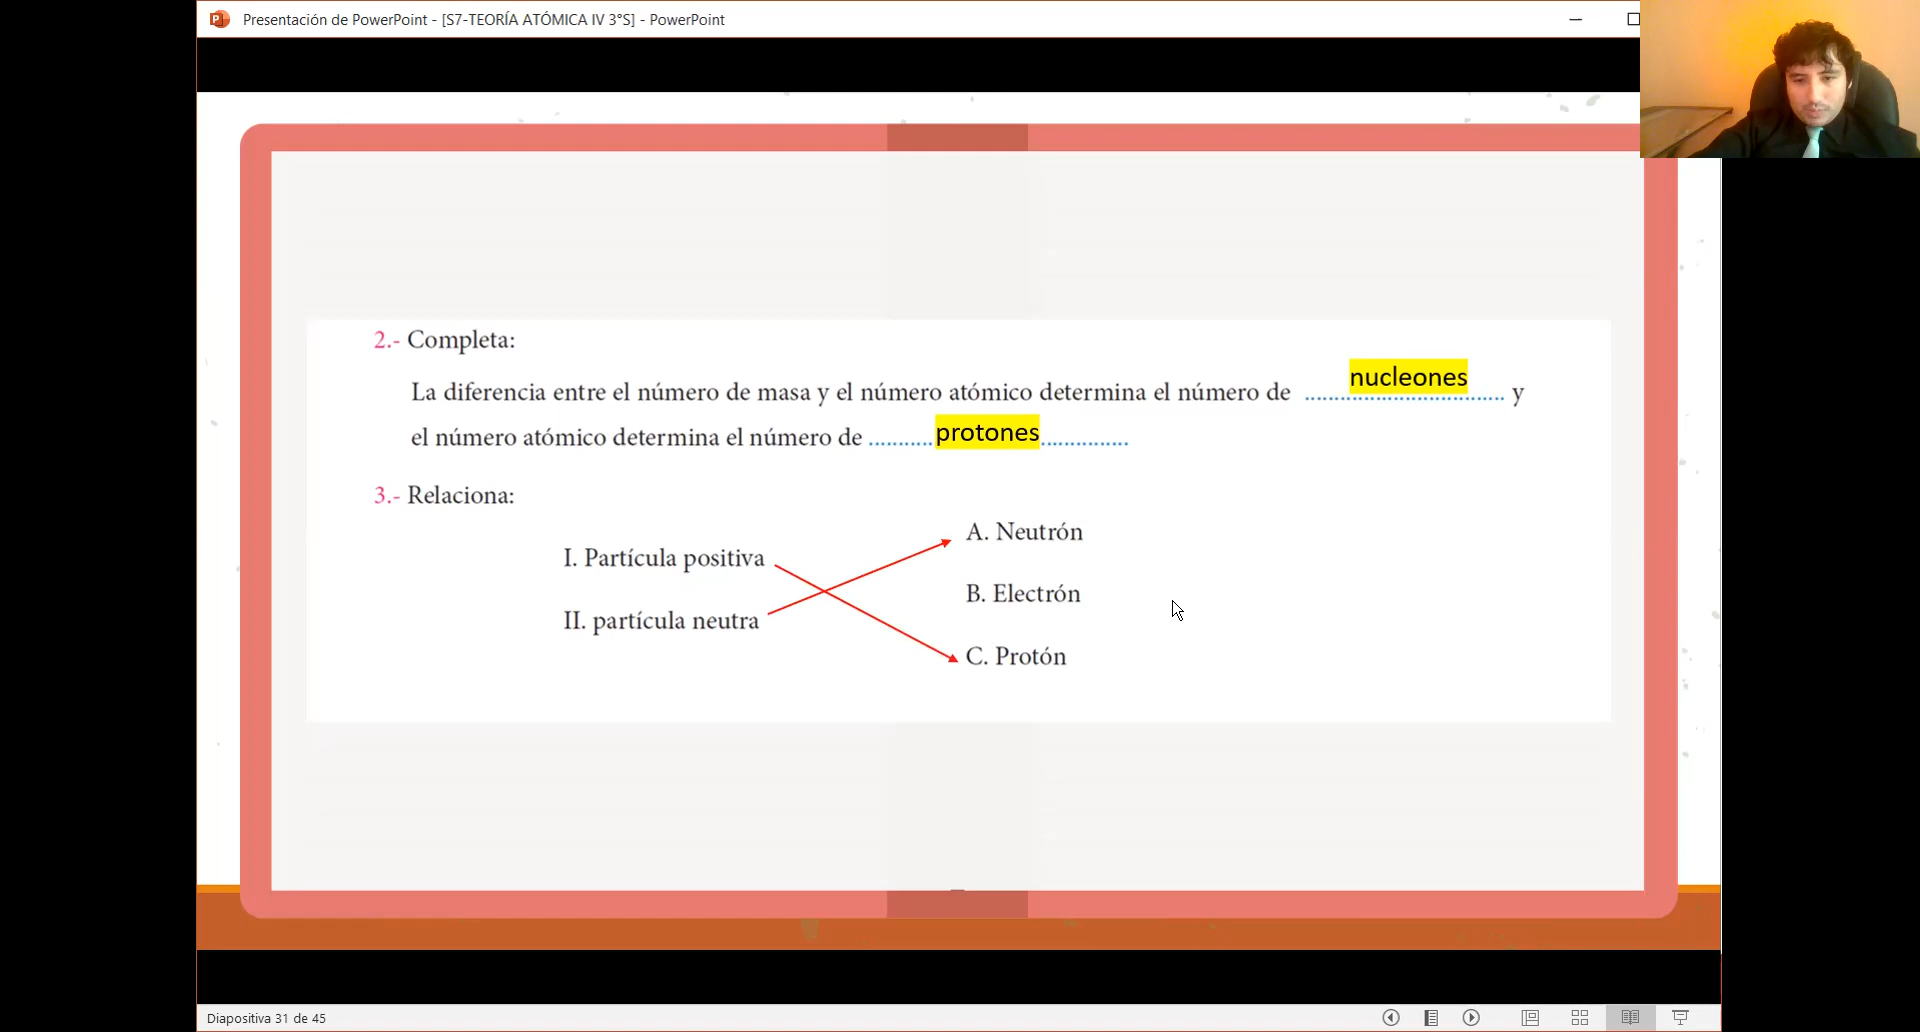 Presentación de PowerPoint - [S7-TEORÍA ATÓMICA IV 3°S] - PowerPoint
2.- Completa:
La diferencia entre el número de masa y el número atómico determina el número de .......nucleones....... y
el número atómico determina el número de ...........protones...............
3.- Relaciona:
I. Partícula positiva
II. partícula neutra
A. Neutrón
B. Electrón
C. Protón
Diapositiva 31 de 45